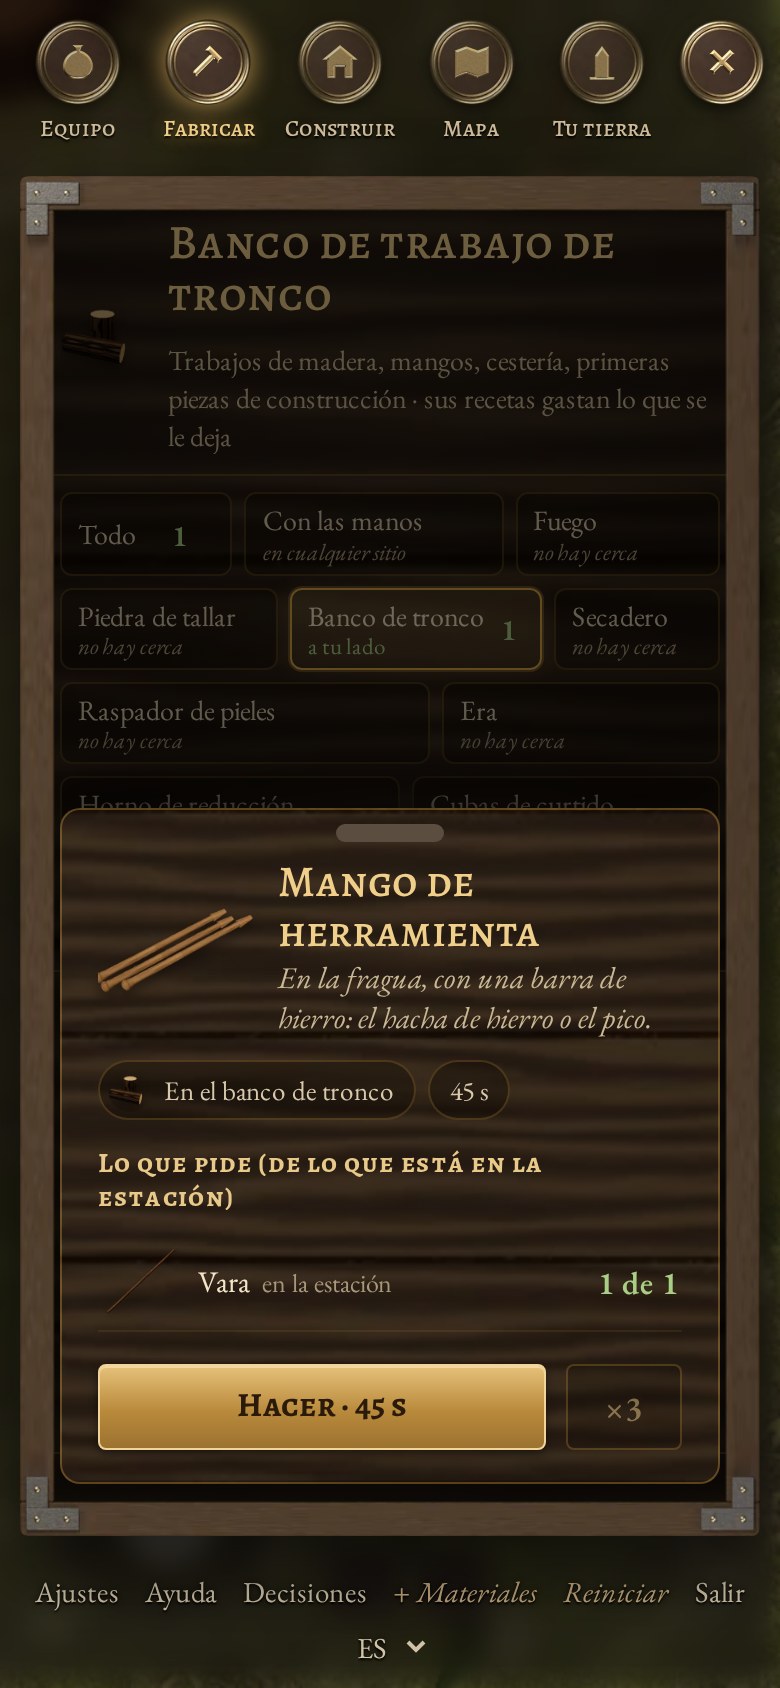 Equipo
Fabricar
Construir
Mapa
Tu tierra
Banco de trabajo de
tronco
Trabajos de madera, mangos, cestería, primeras
piezas de construcción · sus recetas gastan lo que se
le deja
Todo 1
Con las manos
en cualquier sitio
Fuego
no hay cerca
Piedra de tallar
no hay cerca
Banco de tronco 1
a tu lado
Secadero
no hay cerca
Raspador de pieles
no hay cerca
Era
no hay cerca
Horno de reducción
Cubas de curtido
Mango de
herramienta
En la fragua, con una barra de
hierro: el hacha de hierro o el pico.
En el banco de tronco
45 s
Lo que pide (de lo que está en la
estación)
Vara en la estación 1 de 1
Hacer · 45 s
×3
Ajustes Ayuda Decisiones + Materiales Reiniciar Salir
ES